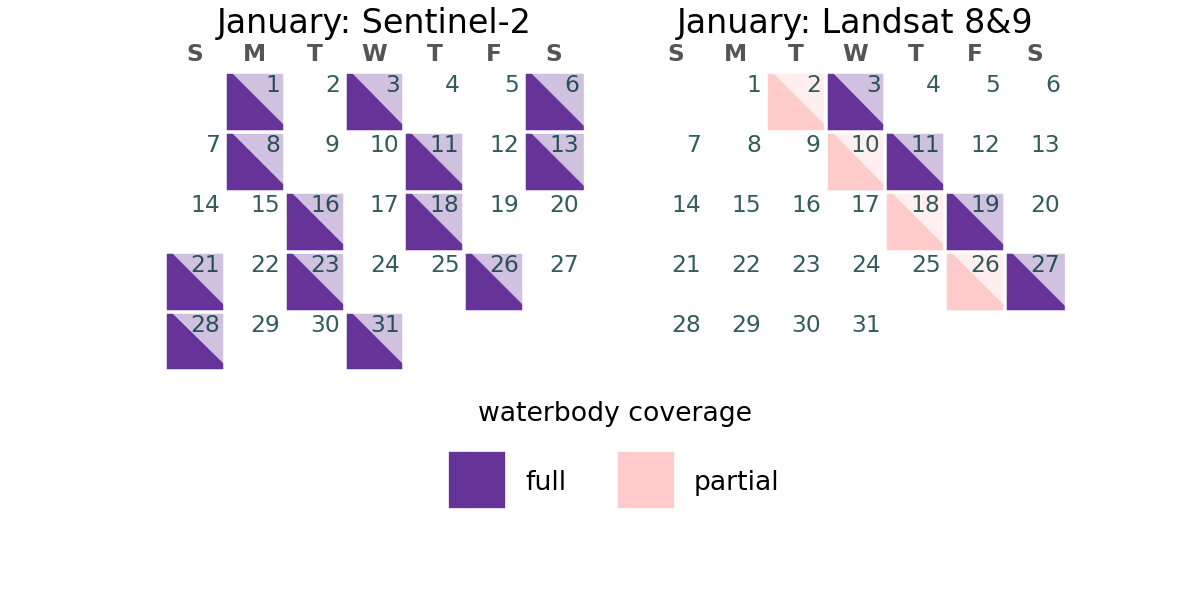 January: Sentinel-2
S M T W T F S
1 2 3 4 5 6
7 8 9 10 11 12 13
14 15 16 17 18 19 20
21 22 23 24 25 26 27
28 29 30 31
January: Landsat 8&9
S M T W T F S
1 2 3 4 5 6
7 8 9 10 11 12 13
14 15 16 17 18 19 20
21 22 23 24 25 26 27
28 29 30 31
waterbody coverage
full partial